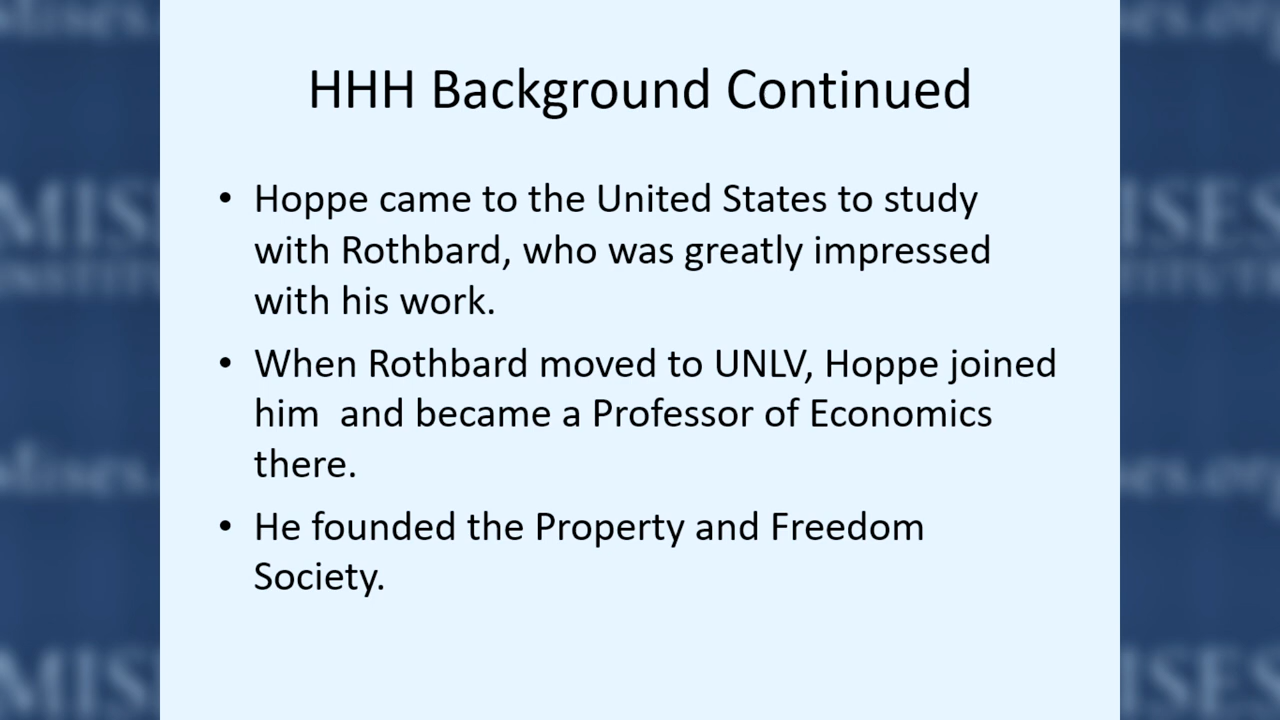 HHH Background Continued
• Hoppe came to the United States to study
with Rothbard, who was greatly impressed
with his work.
• When Rothbard moved to UNLV, Hoppe joined
him  and became a Professor of Economics
there.
• He founded the Property and Freedom
Society.